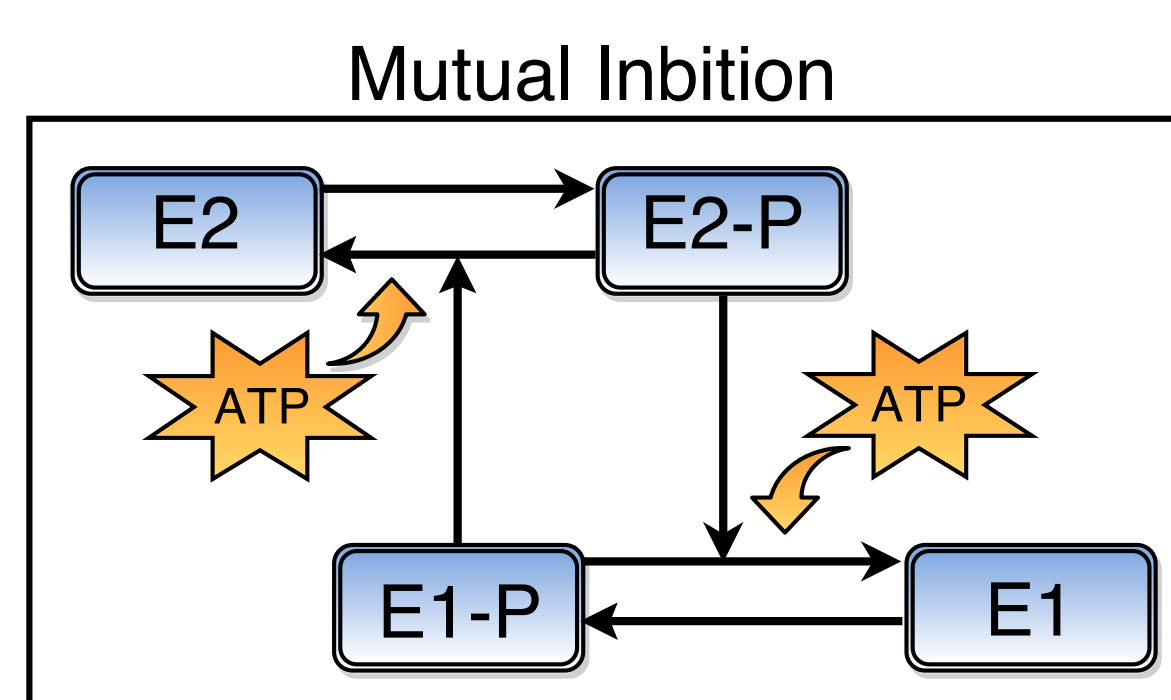 Mutual Inbition
E2
E2-P
ATP
ATP
E1-P
E1